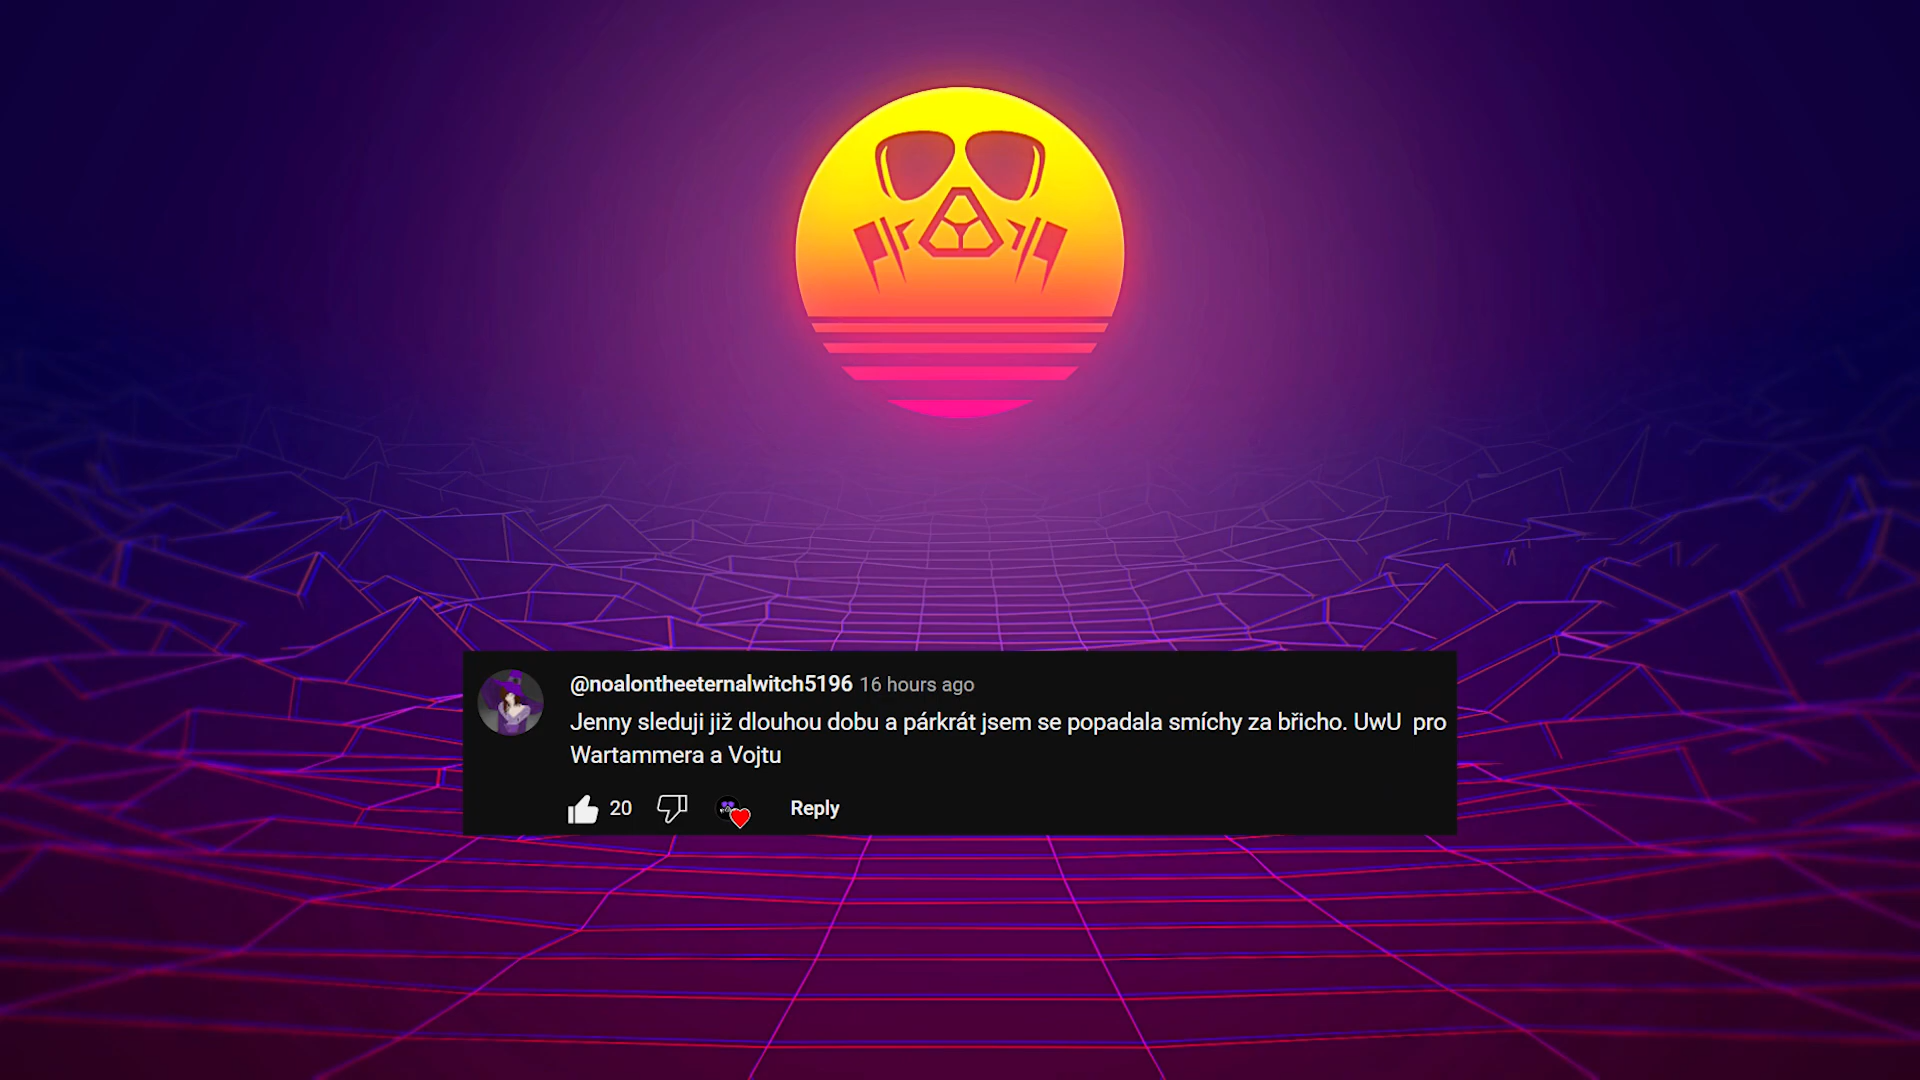 @noalontheeternalwitch5196 16 hours ago
Jenny sleduji již dlouhou dobu a párkrát jsem se popadala smíchy za břicho. UwU pro
Wartammera a Vojtu
20 Reply